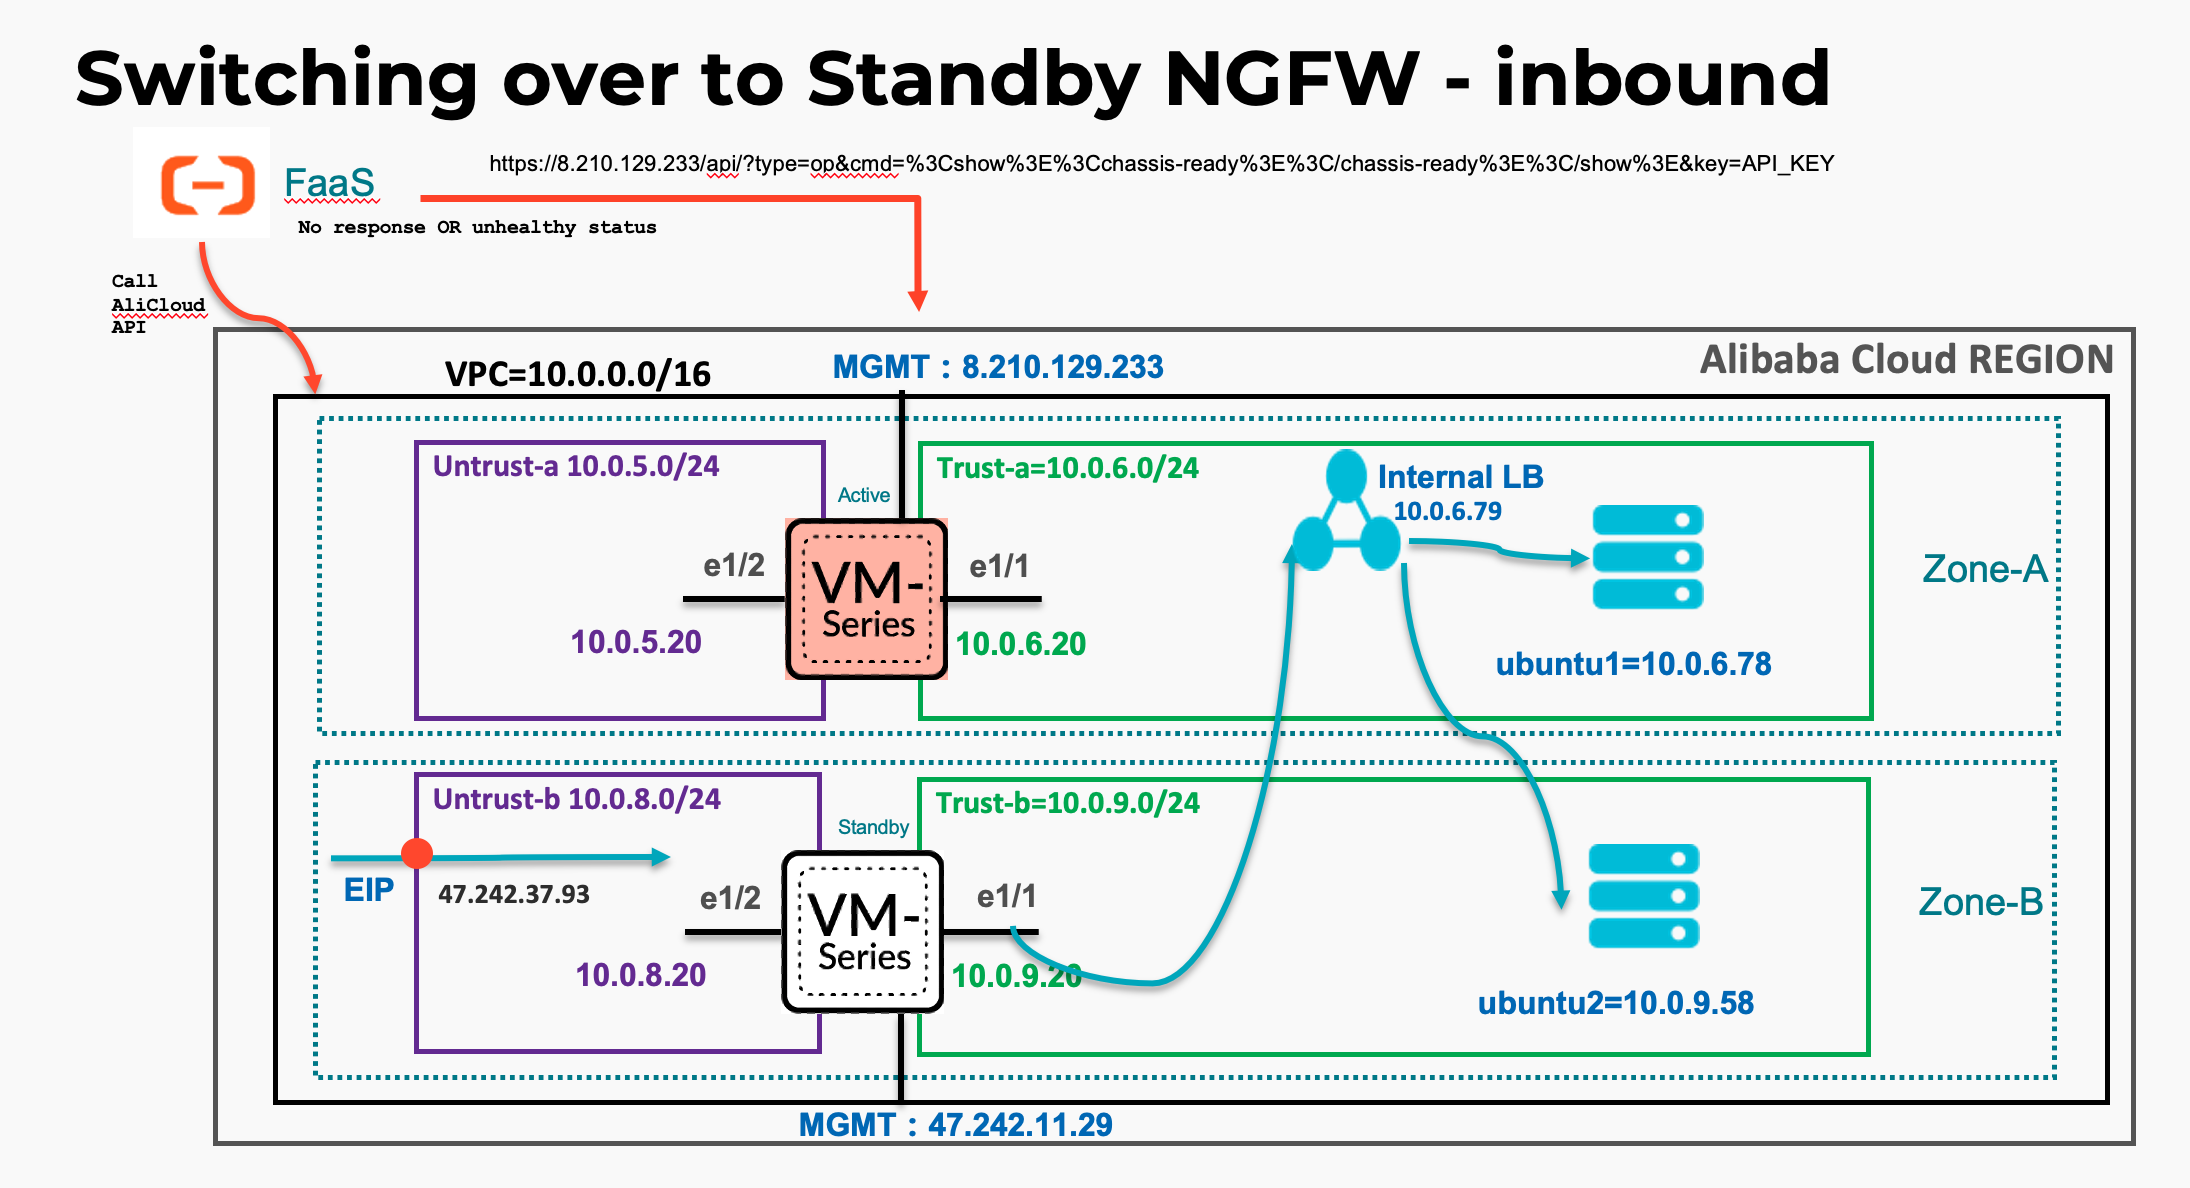 Switching over to Standby NGFW - inbound
https://8.210.129.233/api/?type=op&cmd=%3Cshow%3E%3Cchassis-ready%3E%3C/chassis-ready%3E%3C/show%3E&key=API_KEY
FaaS
No response OR unhealthy status
Call
AliCloud
API
Alibaba Cloud REGION
VPC=10.0.0.0/16
MGMT : 8.210.129.233
Untrust-a 10.0.5.0/24
Active
Trust-a=10.0.6.0/24
Internal LB
10.0.6.79
e1/2
VM-
Series
e1/1
Zone-A
10.0.5.20
10.0.6.20
ubuntu1=10.0.6.78
Untrust-b 10.0.8.0/24
Standby
Trust-b=10.0.9.0/24
EIP
47.242.37.93
e1/2
VM-
Series
e1/1
Zone-B
10.0.8.20
10.0.9.20
ubuntu2=10.0.9.58
MGMT : 47.242.11.29